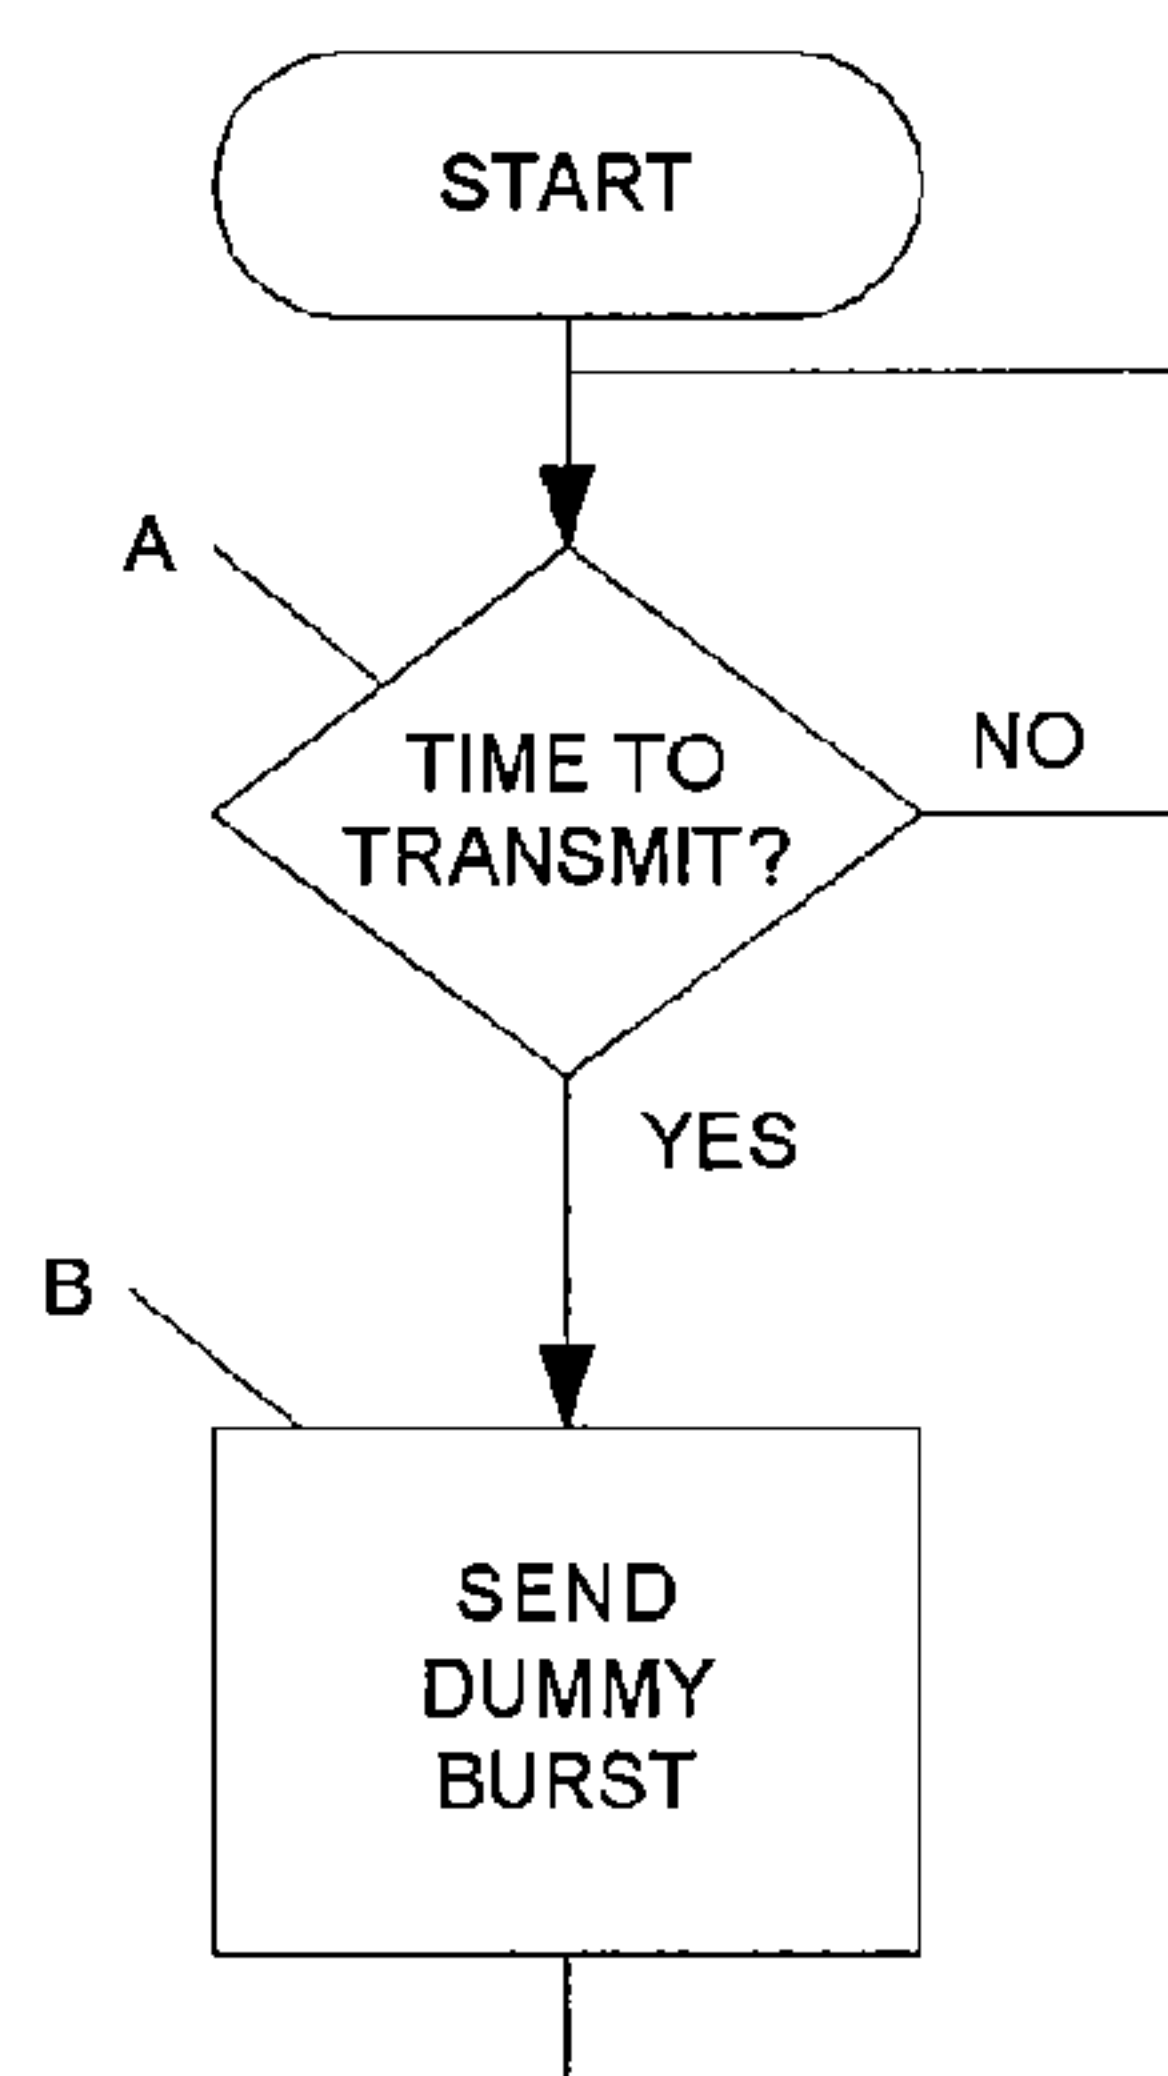 START
A
TIME TO
TRANSMIT?
NO
YES
B
SEND
DUMMY
BURST